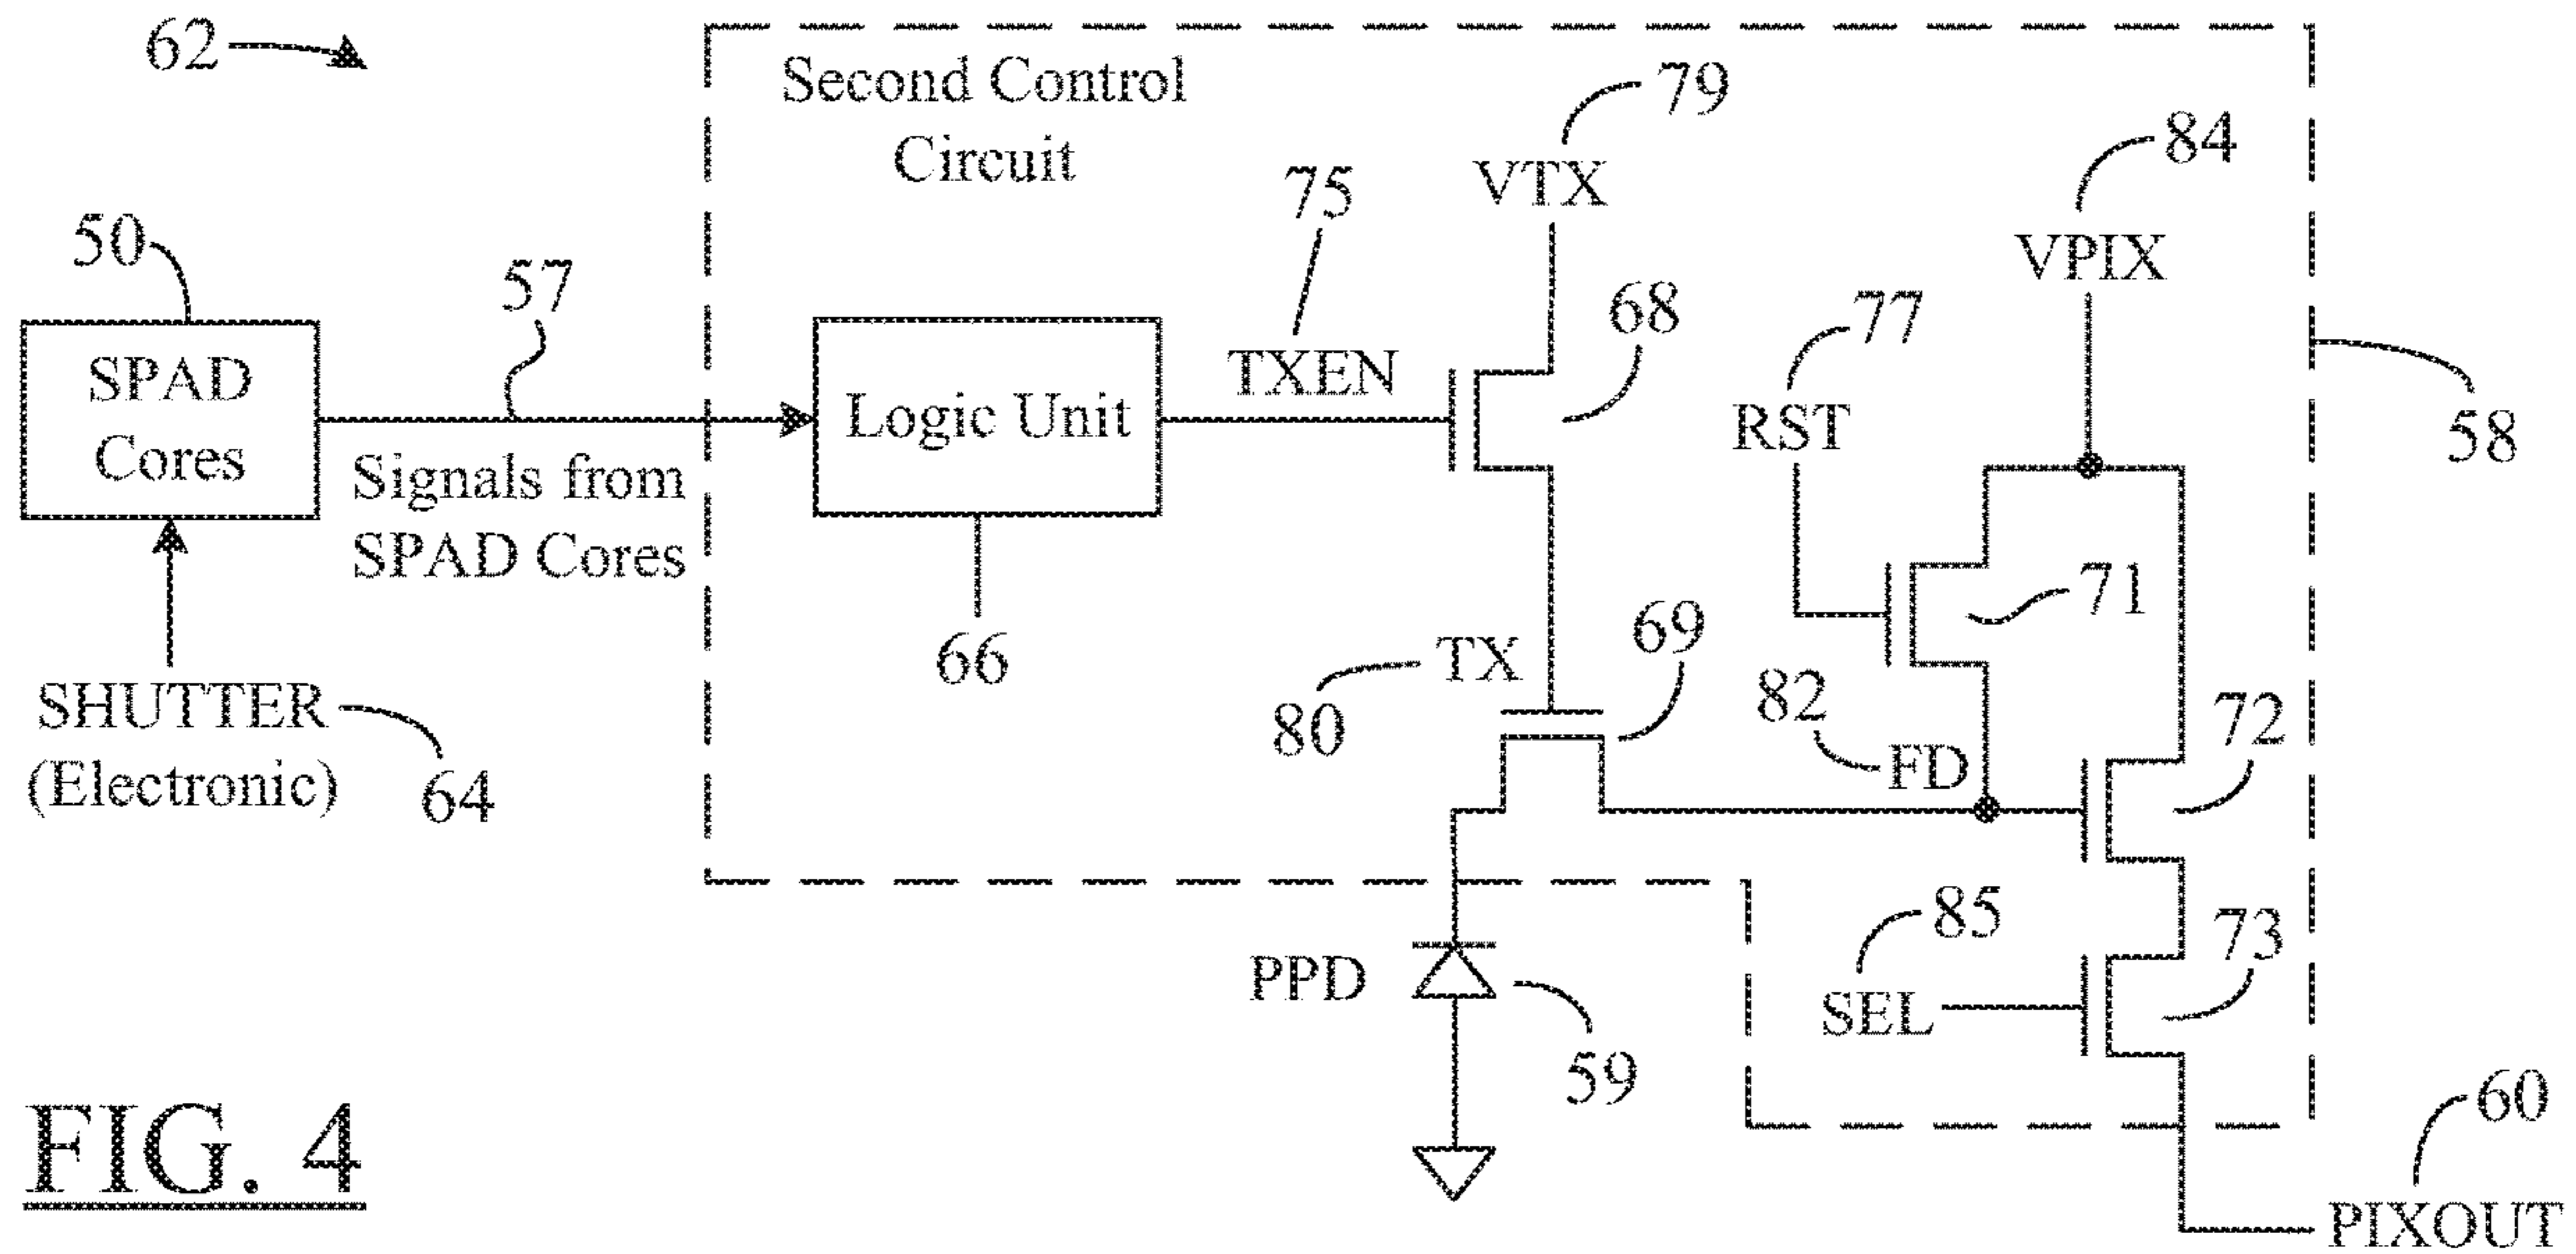 62
Second Control
Circuit
79
VTX
84
VPIX
75
TXEN
50
SPAD
Cores
57
Signals from
SPAD Cores
Logic Unit
66
68
77
RST
71
58
SHUTTER
(Electronic)
64
80
TX
69
82
FD
72
PPD
59
85
SEL
73
60
PIXOUT
FIG. 4